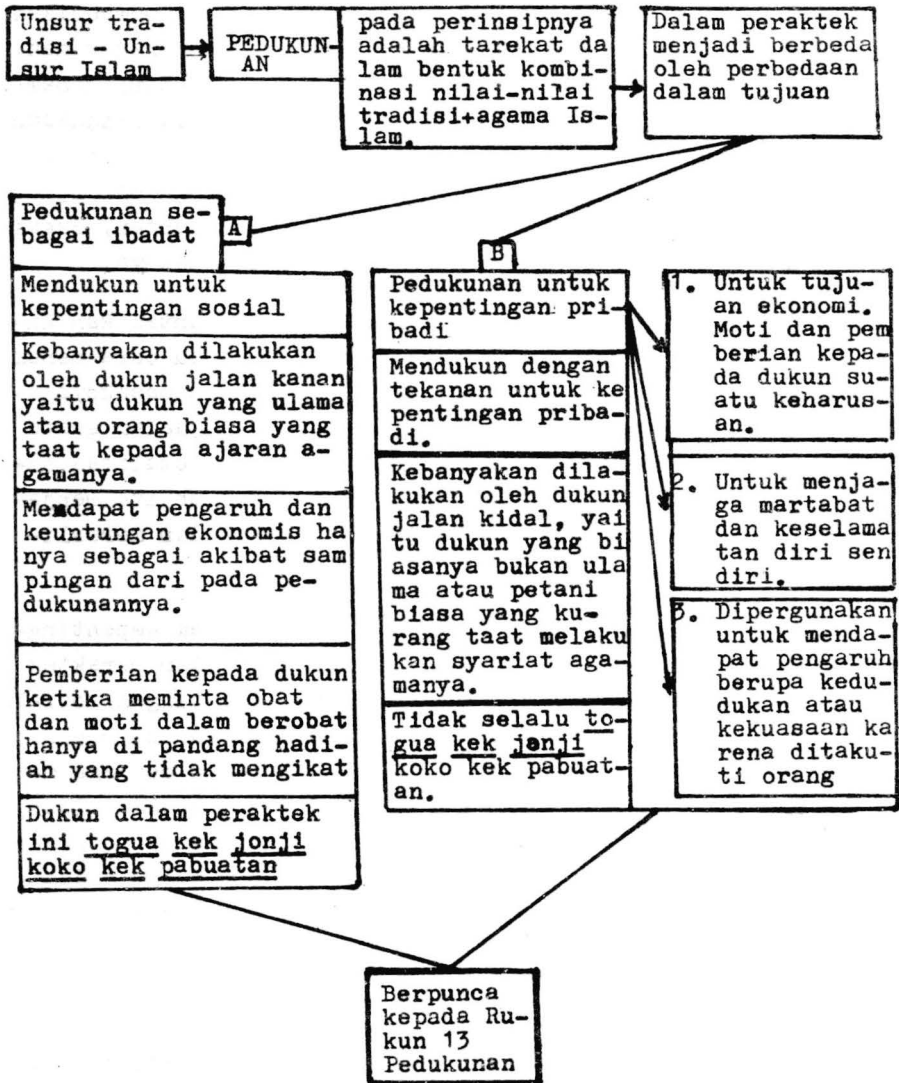 Unsur tra-
disi - Un-
sur Islam
PEDUKUN-
AN
pada perinsipnya
adalah tarekat da
lam bentuk kombi-
nasi nilai-nilai
tradisi+agama Is-
lam.
Dalam peraktek
menjadi berbeda
oleh perbedaan
dalam tujuan
Pedukunan se-
bagai ibadat
A
Mendukun untuk
kepentingan sosial
Kebanyakan dilakukan
oleh dukun jalan kanan
yaitu dukun yang ulama
atau orang biasa yang
taat kepada ajaran a-
gamanya.
Mendapat pengaruh dan
keuntungan ekonomis ha
nya sebagai akibat sam
pingan dari pada pe-
dukunannya.
Pemberian kepada dukun
ketika meminta obat
dan moti dalam berobat
hanya di pandang hadi-
ah yang tidak mengikat
Dukun dalam peraktek
ini togua kek jonji
koko kek pabuatan
B
Pedukunan untuk
kepentingan pri-
badi
Mendukun dengan
tekanan untuk ke
pentingan priba-
di.
Kebanyakan dila-
kukan oleh dukun
jalan kidal, yai
tu dukun yang bi
asanya bukan ula
ma atau petani
biasa yang ku-
rang taat melaku
kan syariat aga-
manya.
Tidak selalu to-
gua kek janji
koko kek pabuat-
an.
1. Untuk tuju-
an ekonomi.
Moti dan pem
berian kepa-
da dukun su-
atu keharus-
an.
2. Untuk menja-
ga martabat
dan keselama
tan diri sen
diri.
3. Dipergunakan
untuk menda-
pat pengaruh
berupa kedu-
dukan atau
kekuasaan ka
rena ditaku-
ti orang
Berpunca
kepada Ru-
kun 13
Pedukunan